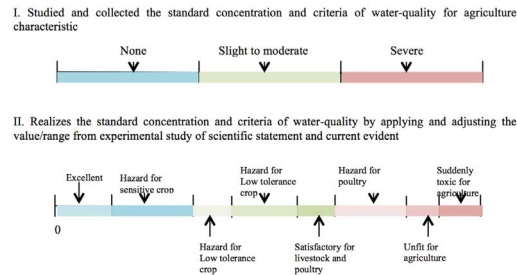 I. Studied and collected the standard concentration and criteria of water-quality for agriculture
characteristic
None
Slight to moderate
Severe
II. Realizes the standard concentration and criteria of water-quality by applying and adjusting the
value/range from experimental study of scientific statement and current evident
Excellent
Hazard for
sensitive crop
Hazard for
Low tolerance
crop
Hazard for
poultry
Suddenly
toxic for
agriculture
0
Hazard for
Low tolerance
crop
Satisfactory for
livestock and
poultry
Unfit for
agriculture